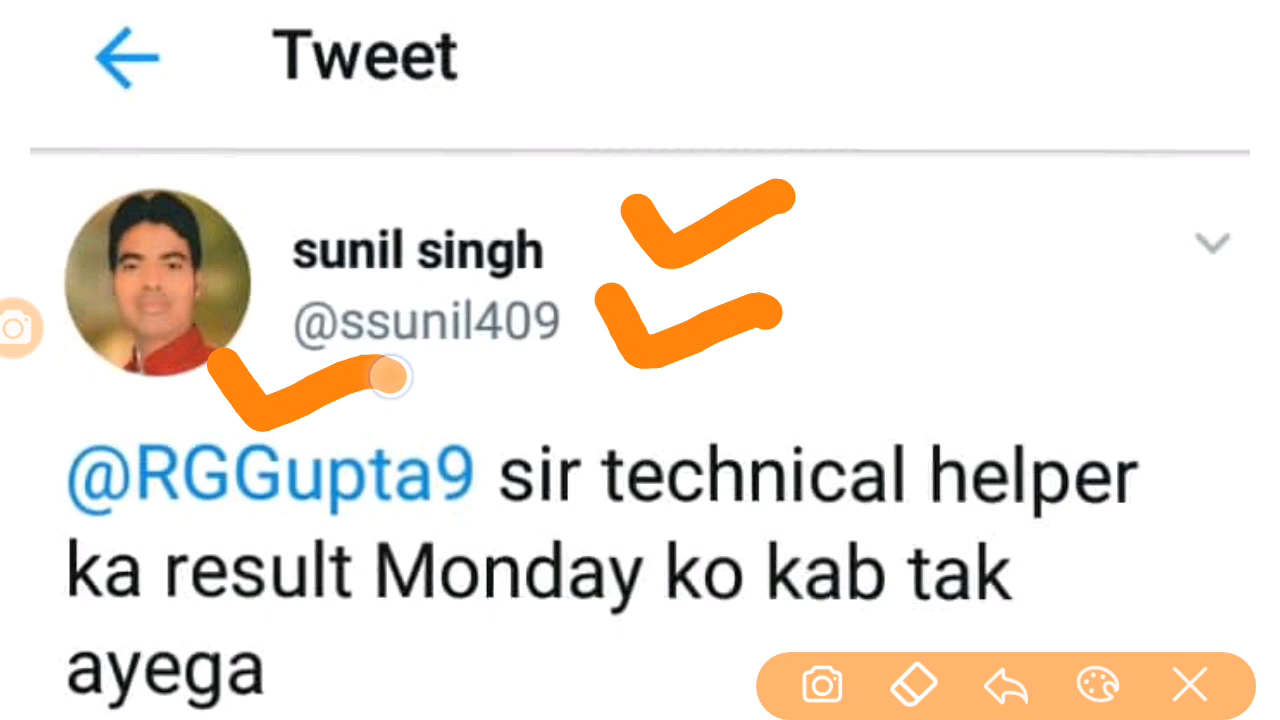 Tweet
sunil singh
@ssunil409
@RGGupta9 sir technical helper
ka result Monday ko kab tak
ayega